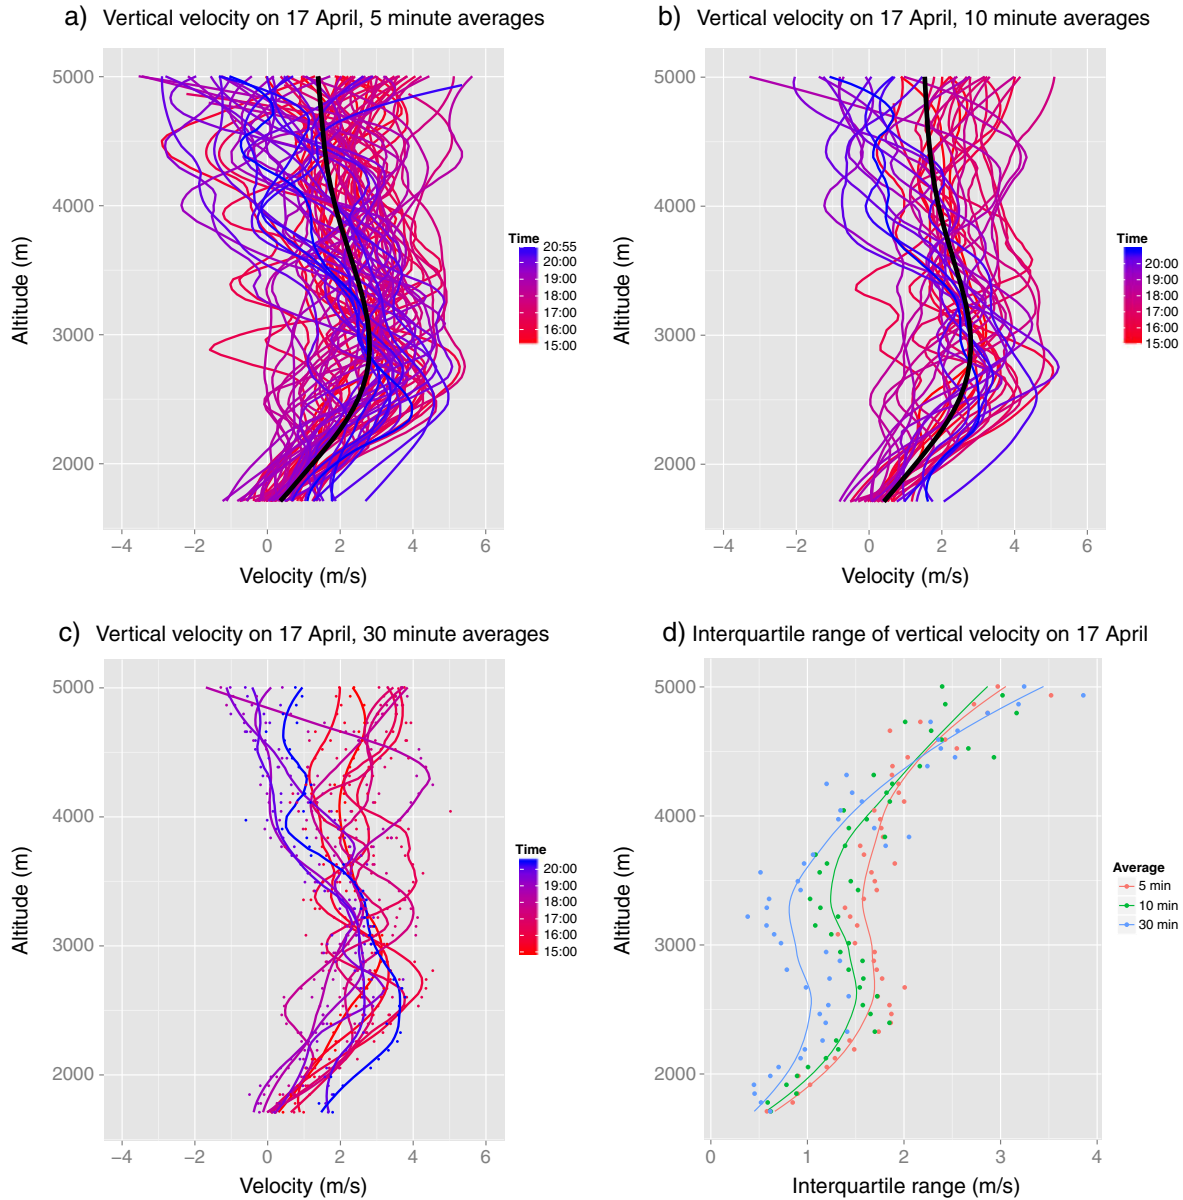 a) Vertical velocity on 17 April, 5 minute averages
5000
4000
3000
2000
Altitude (m)
−4 −2 0 2 4 6
Velocity (m/s)
Time
20:55
20:00
19:00
18:00
17:00
16:00
15:00
b) Vertical velocity on 17 April, 10 minute averages
5000
4000
3000
2000
Altitude (m)
−4 −2 0 2 4 6
Velocity (m/s)
Time
20:00
19:00
18:00
17:00
16:00
15:00
c) Vertical velocity on 17 April, 30 minute averages
5000
4000
3000
2000
Altitude (m)
−4 −2 0 2 4 6
Velocity (m/s)
Time
20:00
19:00
18:00
17:00
16:00
15:00
d) Interquartile range of vertical velocity on 17 April
5000
4000
3000
2000
Altitude (m)
0 1 2 3 4
Interquartile range (m/s)
Average
5 min
10 min
30 min